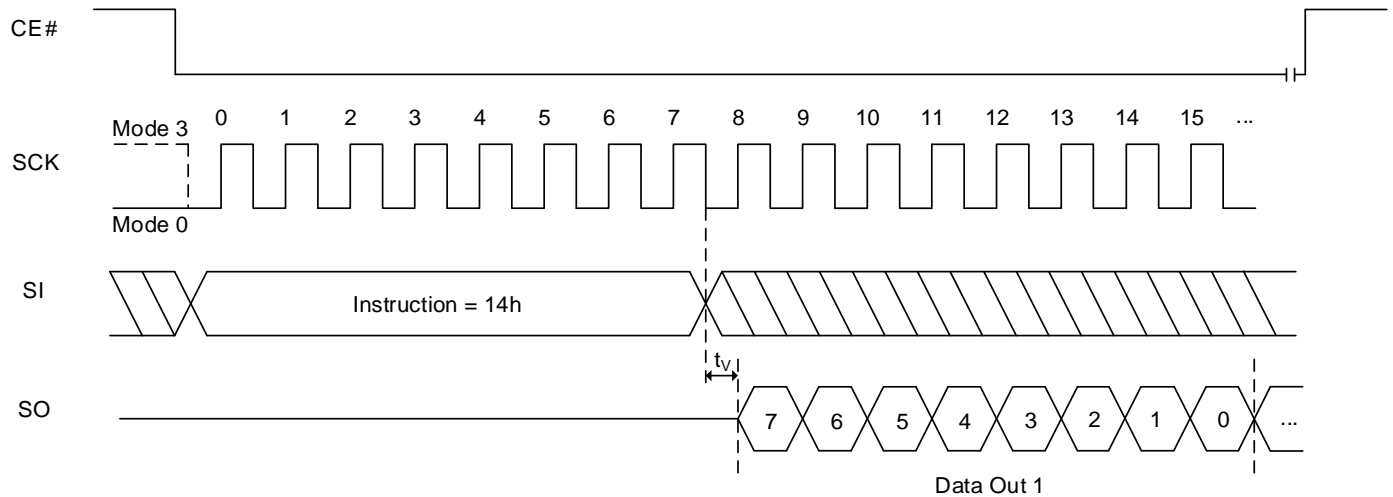 CE#
Mode 3 0 1 2 3 4 5 6 7 8 9 10 11 12 13 14 15 ...
SCK
Mode 0
SI
Instruction = 14h
tV
SO
7 6 5 4 3 2 1 0 ...
Data Out 1